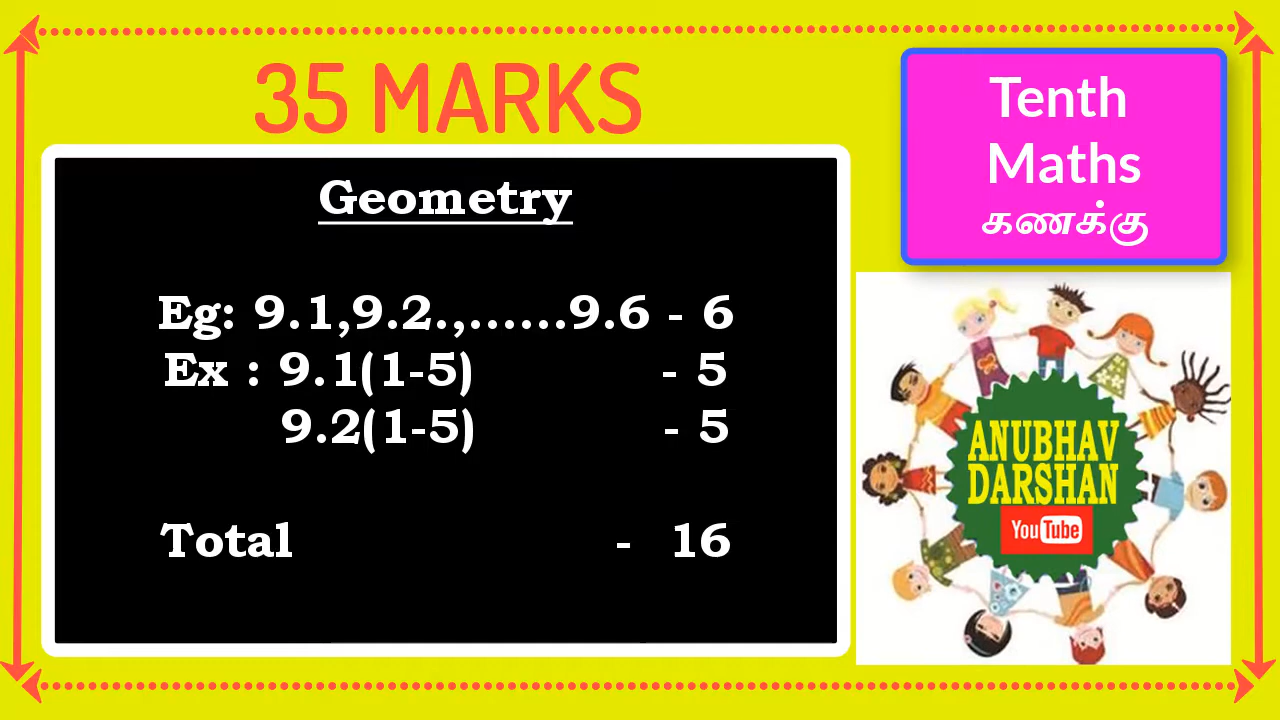 35 MARKS
Geometry
Eg: 9.1,9.2.,......9.6 - 6
Ex : 9.1(1-5) - 5
9.2(1-5) - 5
Total - 16
Tenth
Maths
கணக்கு
ANUBHAV
DARSHAN
YouTube